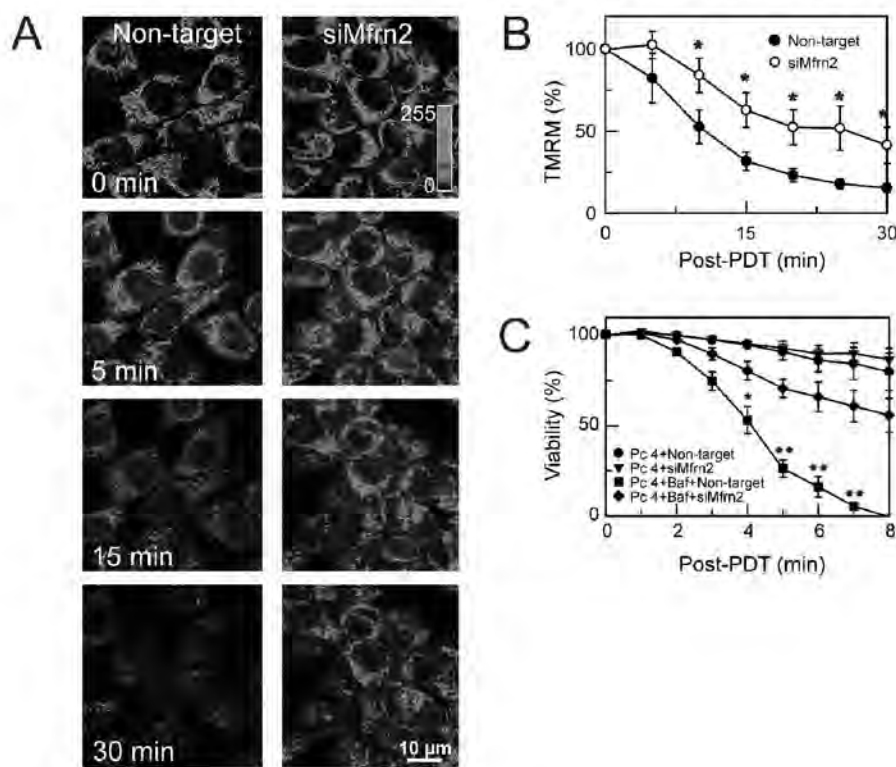 A
Non-target
siMfrn2
255
0
0 min
5 min
15 min
30 min
10 µm
B
100
50
0
TMRM (%)
Non-target
siMfrn2
*
*
*
*
*
0
15
30
Post-PDT (min)
C
100
50
0
Viability (%)
*
**
**
**
Pc 4+Non-target
Pc 4+siMfrn2
Pc 4+Baf+Non-target
Pc 4+Baf+siMfrn2
0
2
4
6
8
Post-PDT (min)